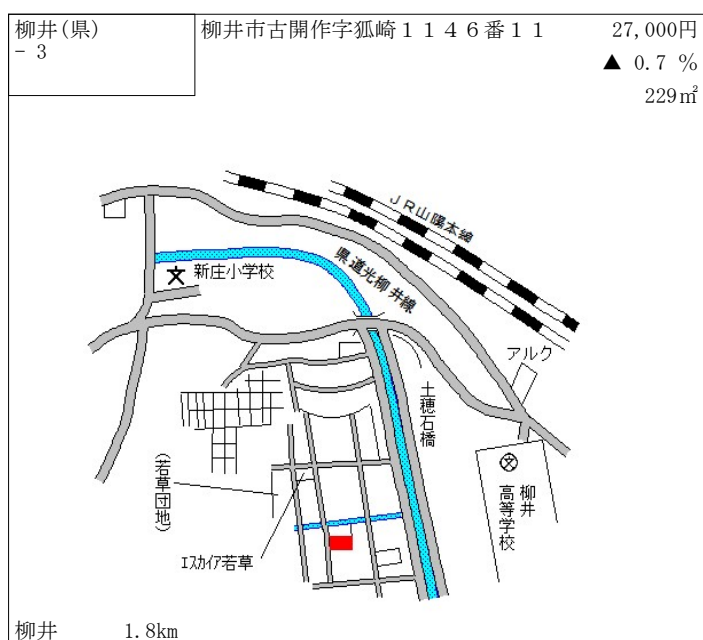 柳井(県)
－3
柳井市古開作字狐崎１１４６番１１
27,000円
▲ 0.7 %
229㎡
ＪＲ山陽本線
県道光柳井線
新庄小学校
アルク
土穂石橋
(若草団地)
柳井
高等学校
ｴｽｶｲｱ若草
柳井 1.8km